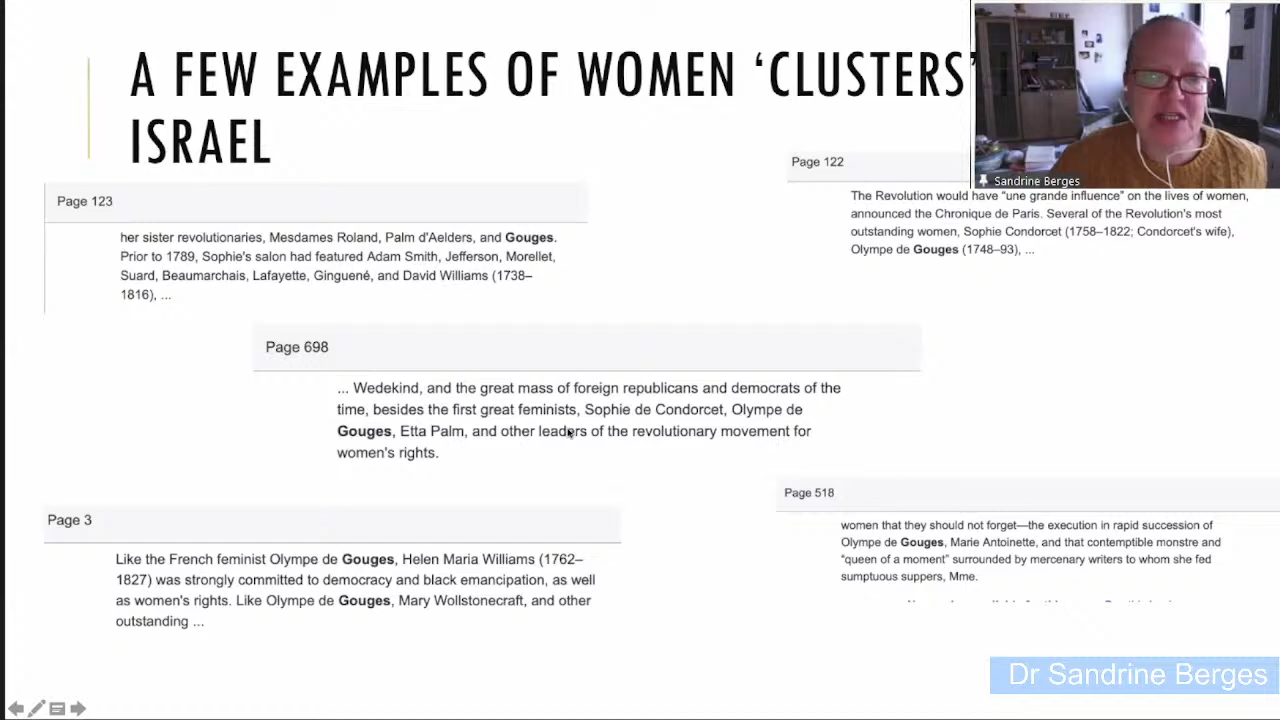 A FEW EXAMPLES OF WOMEN ‘CLUSTERS’
ISRAEL
Page 123
her sister revolutionaries, Mesdames Roland, Palm d'Aelders, and Gouges.
Prior to 1789, Sophie's salon had featured Adam Smith, Jefferson, Morellet,
Suard, Beaumarchais, Lafayette, Ginguené, and David Williams (1738–
1816), ...
Page 122
The Revolution would have “une grande influence” on the lives of women,
announced the Chronique de Paris. Several of the Revolution's most
outstanding women, Sophie Condorcet (1758–1822; Condorcet's wife),
Olympe de Gouges (1748–93), ...
Page 698
... Wedekind, and the great mass of foreign republicans and democrats of the
time, besides the first great feminists, Sophie de Condorcet, Olympe de
Gouges, Etta Palm, and other leaders of the revolutionary movement for
women's rights.
Page 3
Like the French feminist Olympe de Gouges, Helen Maria Williams (1762–
1827) was strongly committed to democracy and black emancipation, as well
as women's rights. Like Olympe de Gouges, Mary Wollstonecraft, and other
outstanding ...
Page 518
women that they should not forget—the execution in rapid succession of
Olympe de Gouges, Marie Antoinette, and that contemptible monstre and
“queen of a moment” surrounded by mercenary writers to whom she fed
sumptuous suppers, Mme.
Sandrine Berges
Dr Sandrine Berges